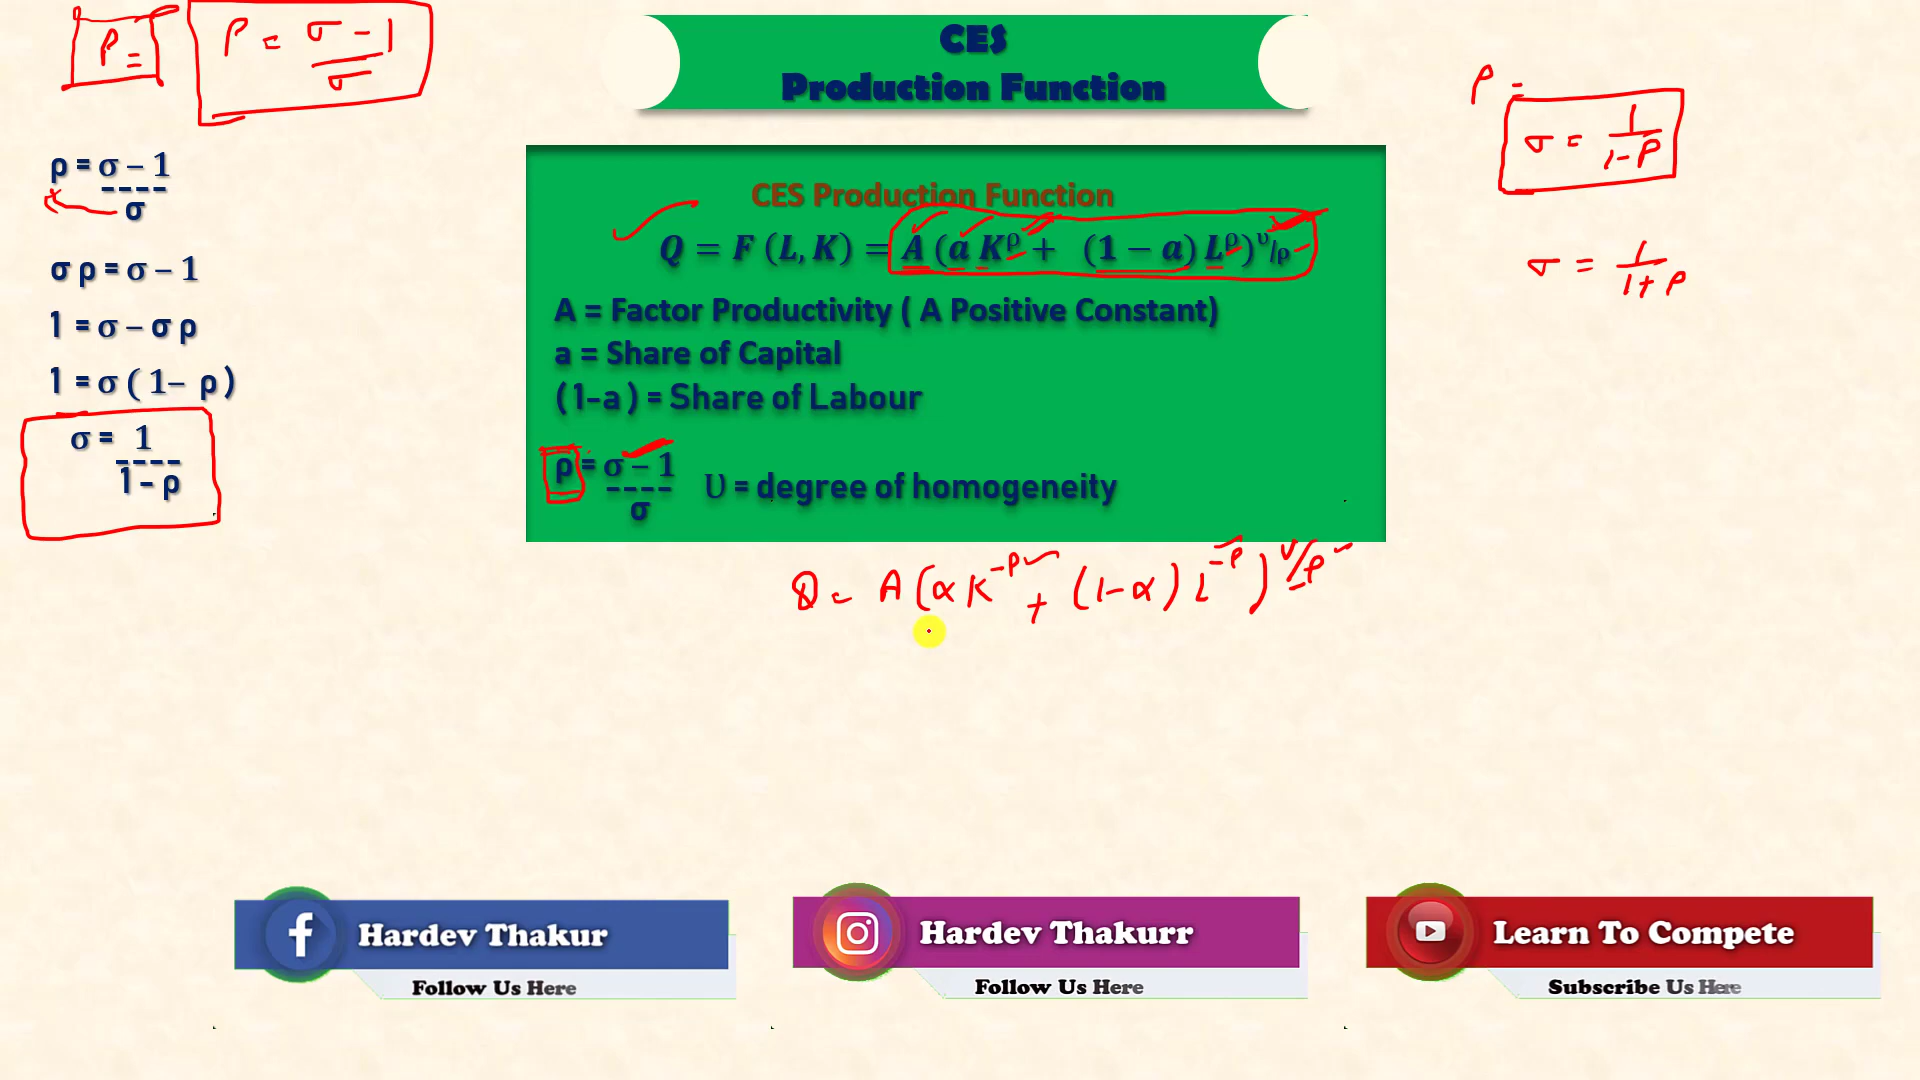 CES
Production Function
ρ =
ρ = σ – 1
σ
ρ = σ – 1
----
σ
σ ρ = σ – 1
1 = σ – σ ρ
1 = σ ( 1– ρ )
σ = 1
----
1 - ρ
CES Production Function
Q = F (L, K) = A (a K^ρ + (1 − a) L^ρ)^υ/ρ
A = Factor Productivity ( A Positive Constant)
a = Share of Capital
(1-a ) = Share of Labour
ρ = σ – 1
----
σ
υ = degree of homogeneity
Q = A (α K^-ρ + (1-α) L^-ρ)^υ/-ρ
ρ =
σ = 1/1-ρ
σ = 1/1+ρ
Hardev Thakur
Follow Us Here
Hardev Thakurr
Follow Us Here
Learn To Compete
Subscribe Us Here